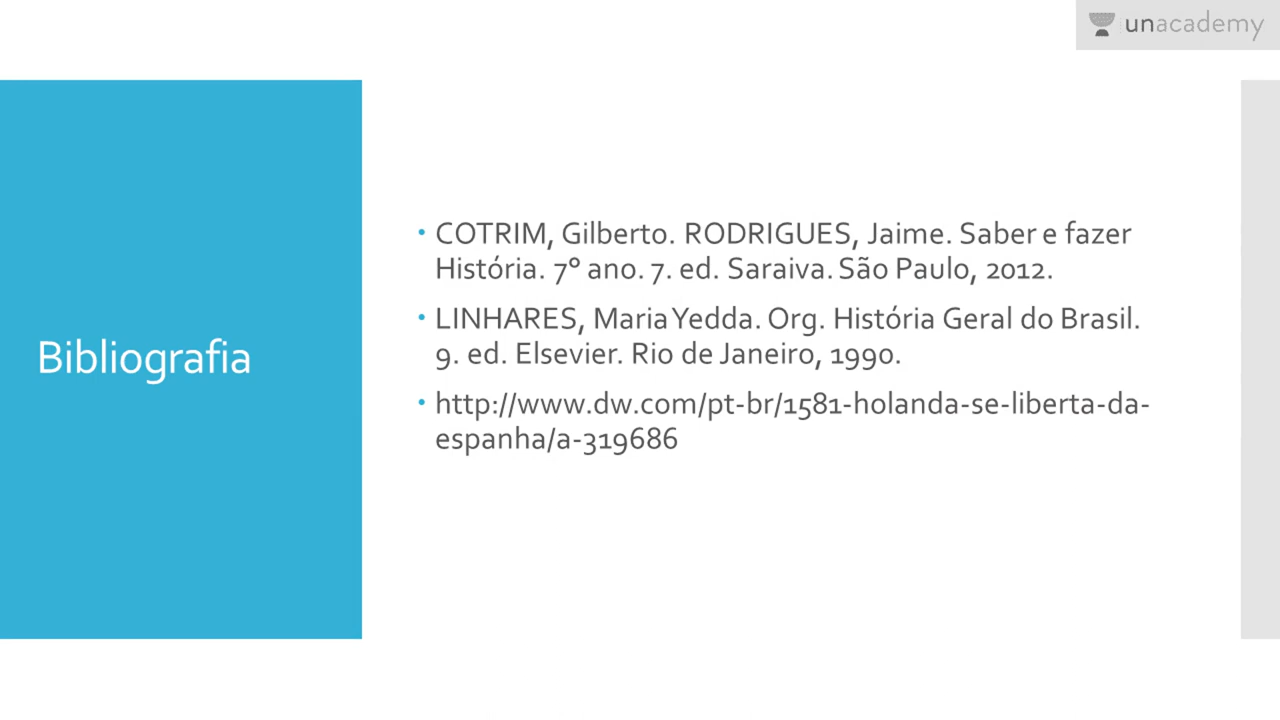 unacademy
Bibliografia
• COTRIM, Gilberto. RODRIGUES, Jaime. Saber e fazer
História. 7° ano. 7. ed. Saraiva. São Paulo, 2012.
• LINHARES, Maria Yedda. Org. História Geral do Brasil.
9. ed. Elsevier. Rio de Janeiro, 1990.
• http://www.dw.com/pt-br/1581-holanda-se-liberta-da-
espanha/a-319686